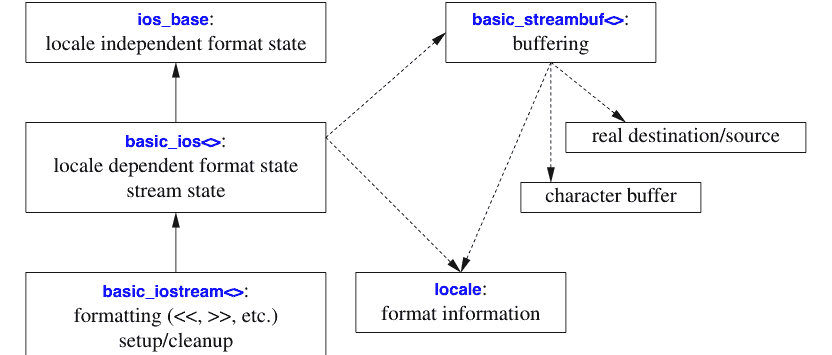 ios_base:
locale independent format state
basic_streambuf<>:
buffering
basic_ios<>:
locale dependent format state
stream state
real destination/source
character buffer
basic_iostream<>:
formatting (<<, >>, etc.)
setup/cleanup
locale:
format information